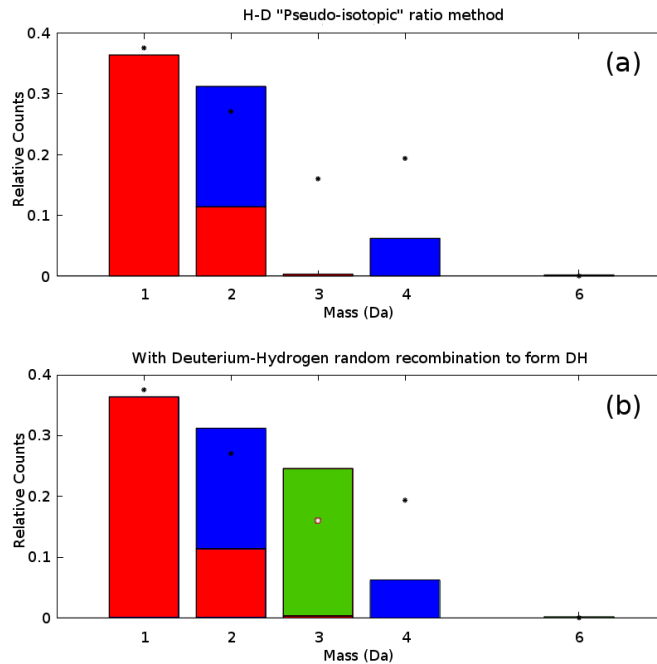 H-D "Pseudo-isotopic" ratio method
(a)
0.4
0.3
0.2
0.1
0
Relative Counts
1 2 3 4 6
Mass (Da)
With Deuterium-Hydrogen random recombination to form DH
(b)
0.4
0.3
0.2
0.1
0
Relative Counts
1 2 3 4 6
Mass (Da)